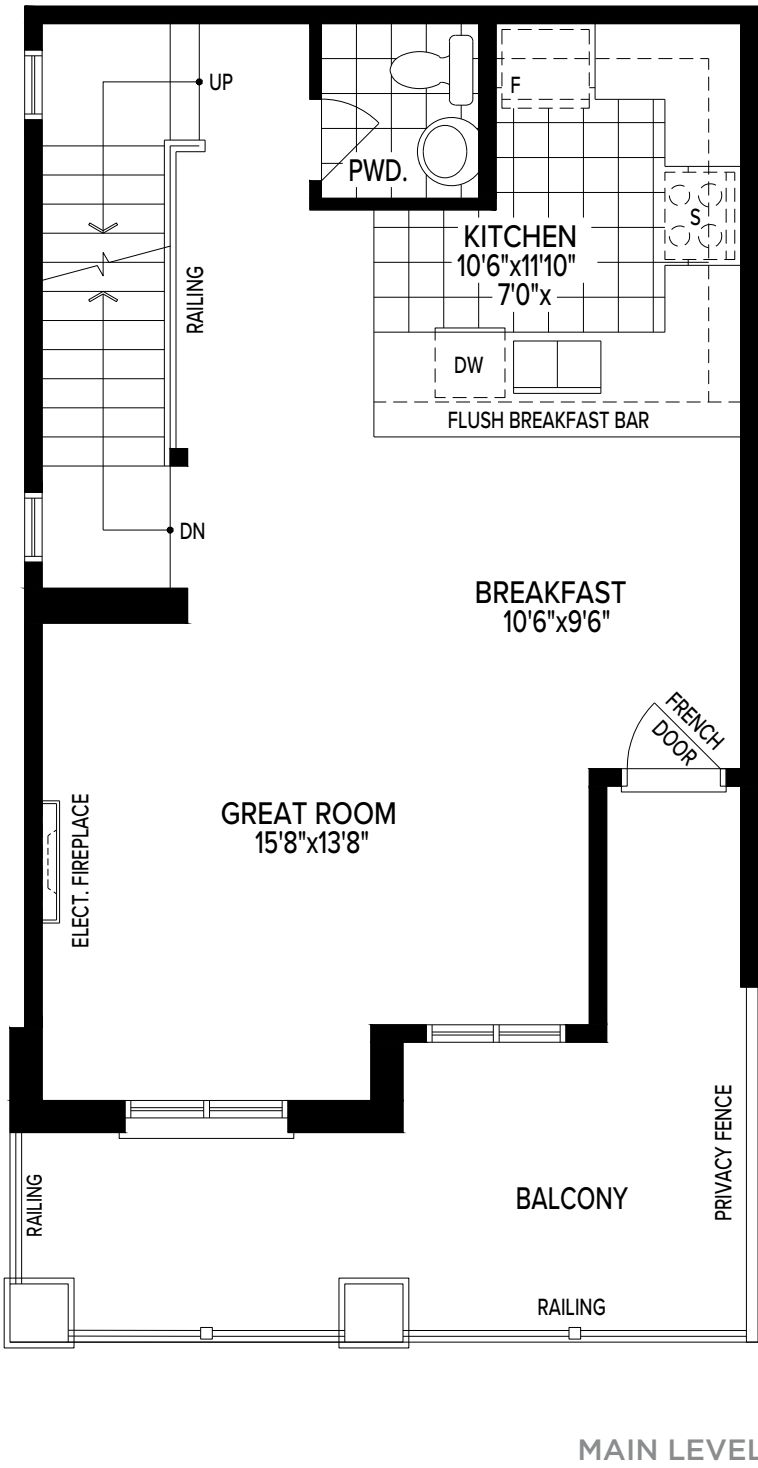 UP
F
PWD.
S
KITCHEN
10'6"x11'10"
7'0"x
RAILING
DW
FLUSH BREAKFAST BAR
DN
BREAKFAST
10'6"x9'6"
FRENCH
DOOR
GREAT ROOM
15'8"x13'8"
ELECT. FIREPLACE
PRIVACY FENCE
RAILING
BALCONY
RAILING
MAIN LEVEL